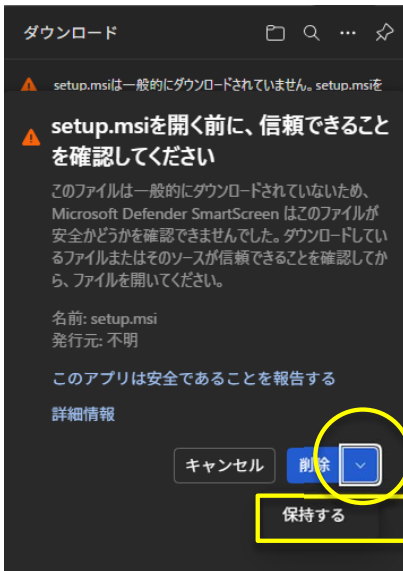 ダウンロード
setup.msiは一般的にダウンロードされていません。setup.msiを
setup.msiを開く前に、信頼できること
を確認してください
このファイルは一般的にダウンロードされていないため、
Microsoft Defender SmartScreen はこのファイルが
安全かどうかを確認できませんでした。ダウンロードしてい
るファイルまたはそのソースが信頼できることを確認してか
ら、ファイルを開いてください。
名前: setup.msi
発行元: 不明
このアプリは安全であることを報告する
詳細情報
キャンセル
削除
保持する